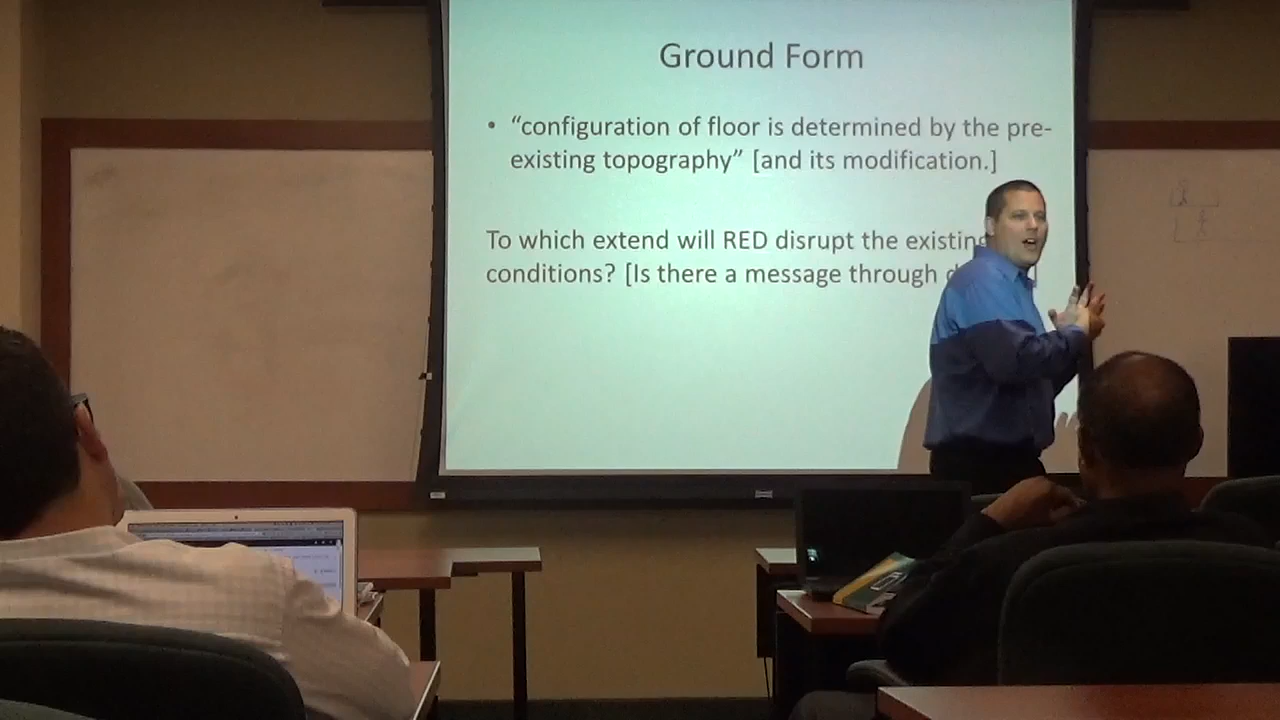 Ground Form
• “configuration of floor is determined by the pre-
existing topography” [and its modification.]
To which extend will RED disrupt the existing
conditions? [Is there a message through